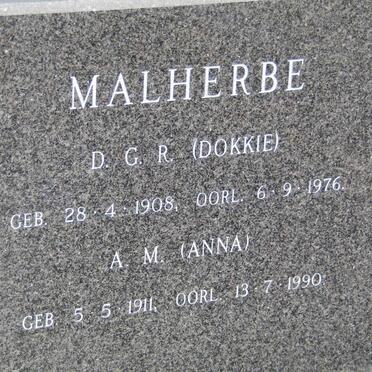 MALHERBE
D. G. R. (DOKKIE)
GEB. 28·4·1908, OORL. 6·9·1976.
A. M. (ANNA)
GEB 5 5·1911, OORL. 13·7·1990